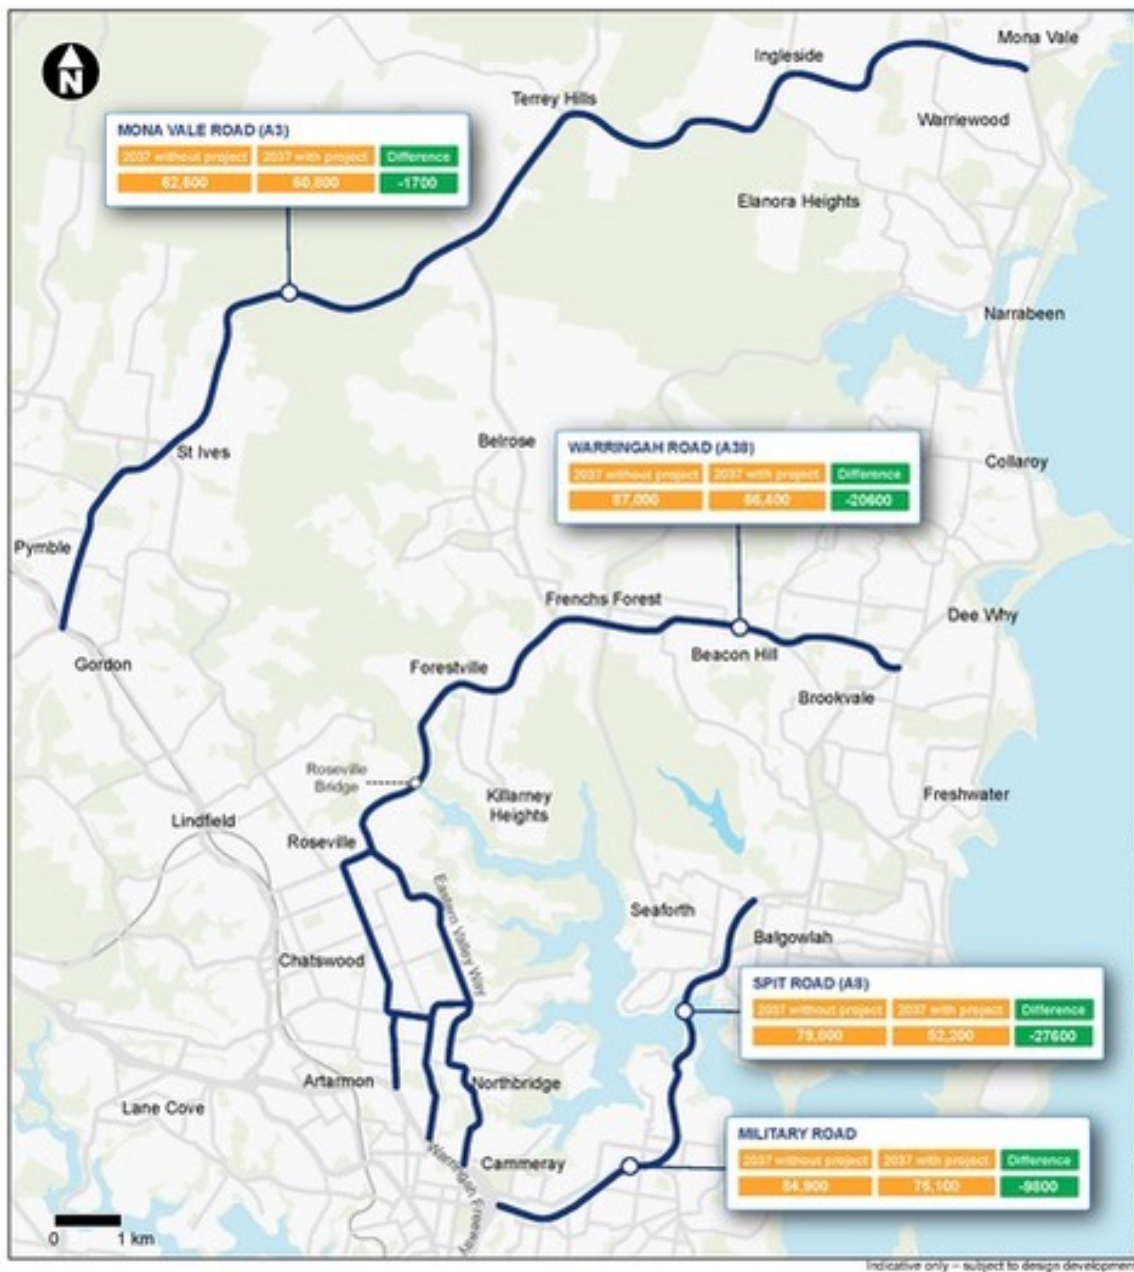 N
Mona Vale
Ingleside
Terrey Hills
MONA VALE ROAD (A3)
2037 without project 2037 with project Difference
62,500 60,800 -1700
Warriewood
Elanora Heights
Narrabeen
Belrose
St Ives
WARRINGAH ROAD (A38)
2037 without project 2037 with project Difference
87,000 66,400 -20600
Collaroy
Pymble
Frenchs Forest
Dee Why
Beacon Hill
Gordon
Forestville
Brookvale
Roseville
Bridge
Killarney
Heights
Freshwater
Lindfield
Roseville
Eastern Valley Way
Seaforth
Balgowlah
Chatswood
SPIT ROAD (A8)
2037 without project 2037 with project Difference
79,800 52,200 -27600
Artarmon
Northbridge
Lane Cove
MILITARY ROAD
2037 without project 2037 with project Difference
84,900 75,100 -9800
Cammeray
Warringah Freeway
0 1 km
Indicative only – subject to design development